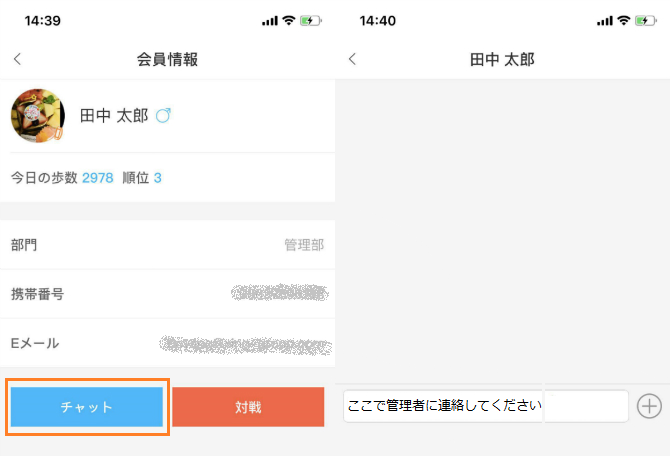 14:39
会員情報
田中 太郎
今日の歩数 2978 順位 3
部門 管理部
携帯番号
Eメール
チャット 対戦
14:40
田中 太郎
ここで管理者に連絡してください